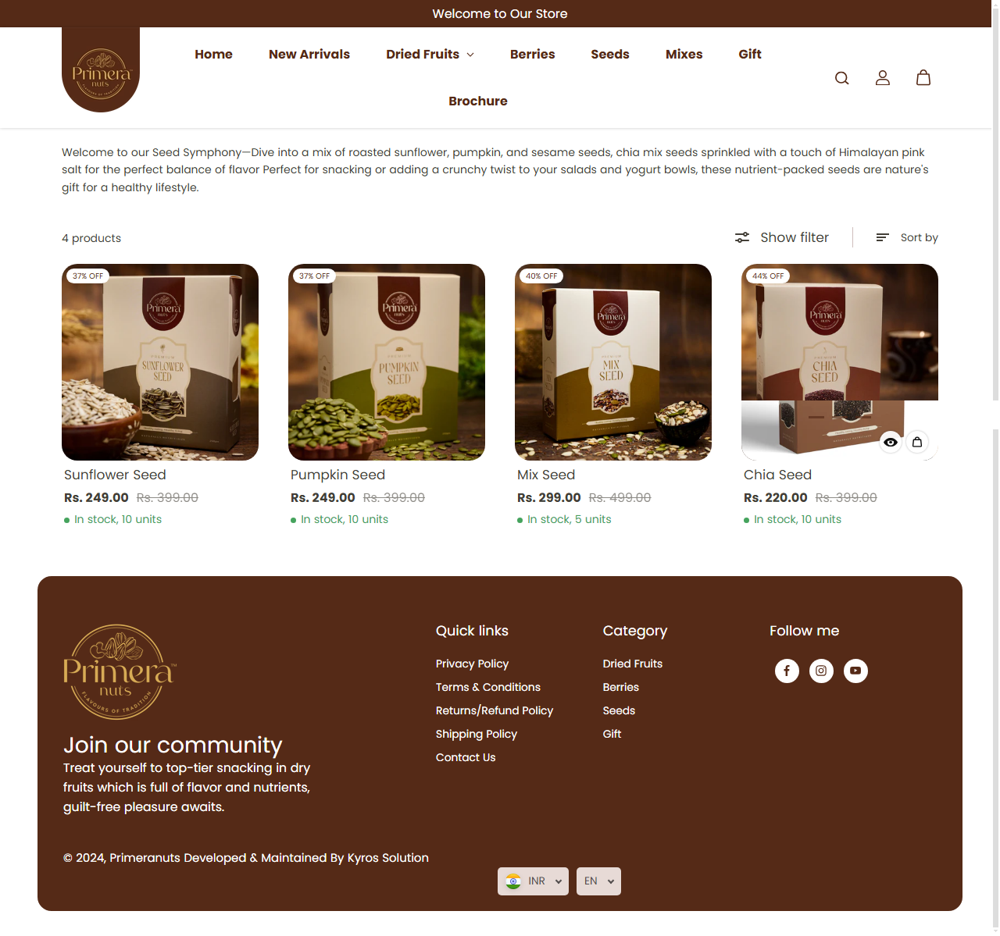 Welcome to Our Store
Primera
nuts
FLAVOURS OF TRADITION
Home New Arrivals Dried Fruits Berries Seeds Mixes Gift
Brochure
Welcome to our Seed Symphony—Dive into a mix of roasted sunflower, pumpkin, and sesame seeds, chia mix seeds sprinkled with a touch of Himalayan pink
salt for the perfect balance of flavor Perfect for snacking or adding a crunchy twist to your salads and yogurt bowls, these nutrient-packed seeds are nature's
gift for a healthy lifestyle.
4 products Show filter Sort by
37% OFF 37% OFF 40% OFF 44% OFF
Primera Primera Primera Primera
nuts nuts nuts nuts
PREMIUM PREMIUM PREMIUM PREMIUM
SUNFLOWER SEED
PUMPKIN SEED
MIX SEED
CHIA SEED
Sunflower Seed Pumpkin Seed Mix Seed Chia Seed
Rs. 249.00 Rs. 399.00 Rs. 249.00 Rs. 399.00 Rs. 299.00 Rs. 499.00 Rs. 220.00 Rs. 399.00
In stock, 10 units In stock, 10 units In stock, 5 units In stock, 10 units
Primera™
nuts
FLAVOURS OF TRADITION
Join our community
Treat yourself to top-tier snacking in dry
fruits which is full of flavor and nutrients,
guilt-free pleasure awaits.
Quick links
Privacy Policy
Terms & Conditions
Returns/Refund Policy
Shipping Policy
Contact Us
Category
Dried Fruits
Berries
Seeds
Gift
Follow me
© 2024, Primeranuts Developed & Maintained By Kyros Solution
INR EN